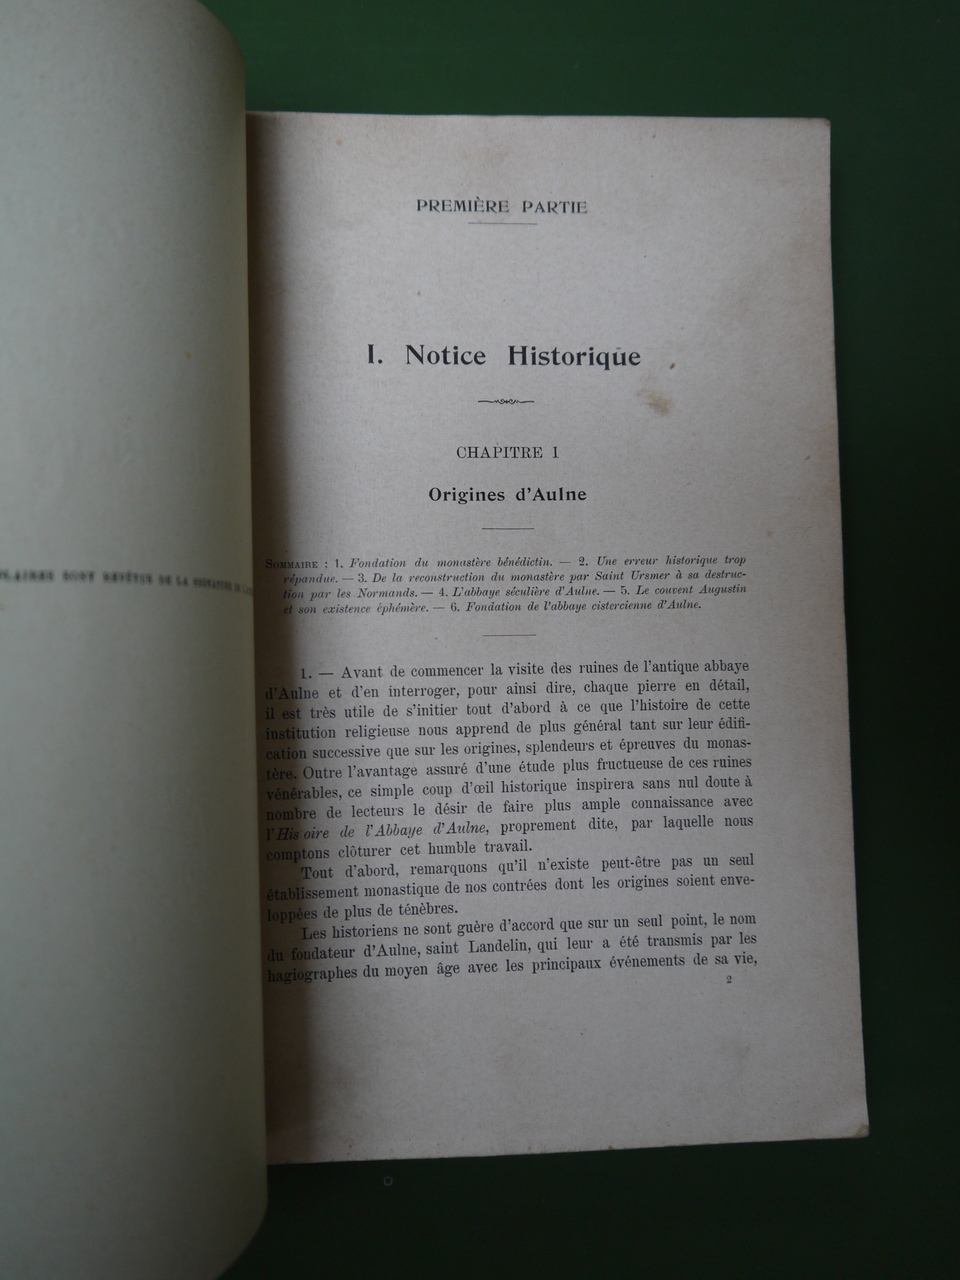 SONT REVÊTUS DE LA SIGNATURE DE
PREMIÈRE PARTIE
I. Notice Historique
CHAPITRE I
Origines d'Aulne
SOMMAIRE : 1. Fondation du monastère bénédictin. — 2. Une erreur historique trop
répandue. — 3. De la reconstruction du monastère par Saint Ursmer à sa destruc-
tion par les Normands. — 4. L'abbaye séculière d'Aulne. — 5. Le couvent Augustin
et son existence éphémère. — 6. Fondation de l'abbaye cistercienne d'Aulne.
1. — Avant de commencer la visite des ruines de l'antique abbaye
d'Aulne et d'en interroger, pour ainsi dire, chaque pierre en détail,
il est très utile de s'initier tout d'abord à ce que l'histoire de cette
institution religieuse nous apprend de plus général tant sur leur édifi-
cation successive que sur les origines, splendeurs et épreuves du monas-
tère. Outre l'avantage assuré d'une étude plus fructueuse de ces ruines
vénérables, ce simple coup d'œil historique inspirera sans nul doute à
nombre de lecteurs le désir de faire plus ample connaissance avec
l'His oire de l'Abbaye d'Aulne, proprement dite, par laquelle nous
comptons clôturer cet humble travail.
Tout d'abord, remarquons qu'il n'existe peut-être pas un seul
établissement monastique de nos contrées dont les origines soient enve-
loppées de plus de ténèbres.
Les historiens ne sont guère d'accord que sur un seul point, le nom
du fondateur d'Aulne, saint Landelin, qui leur a été transmis par les
hagiographes du moyen âge avec les principaux événements de sa vie,
2